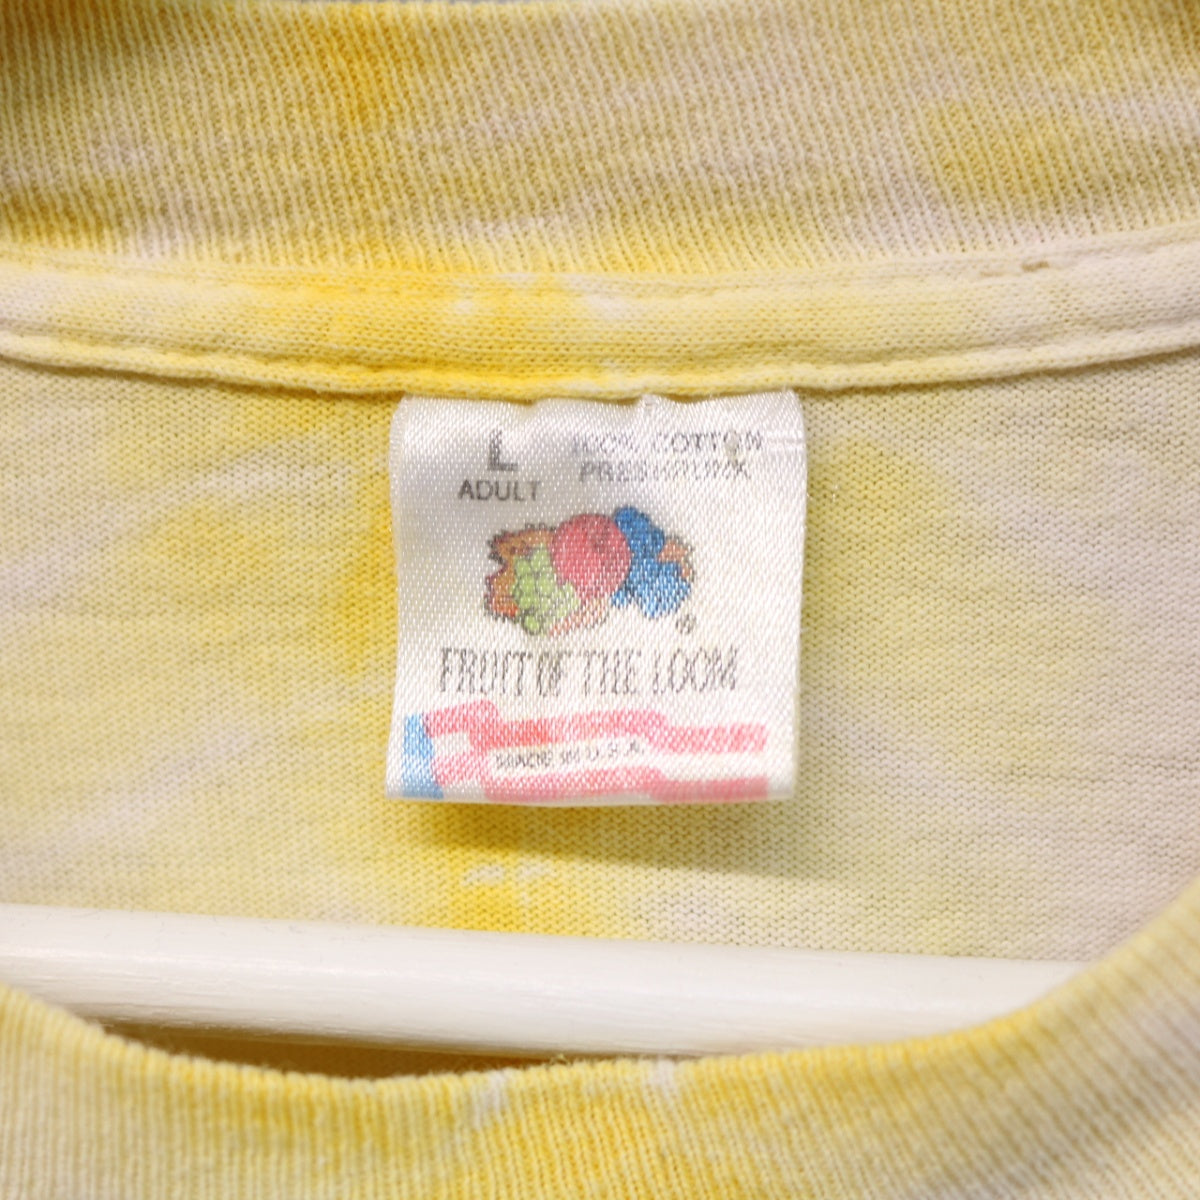 L
ADULT
100% COTTON
PRESHRUNK
®
FRUIT OF THE LOOM
MADE IN U.S.A.